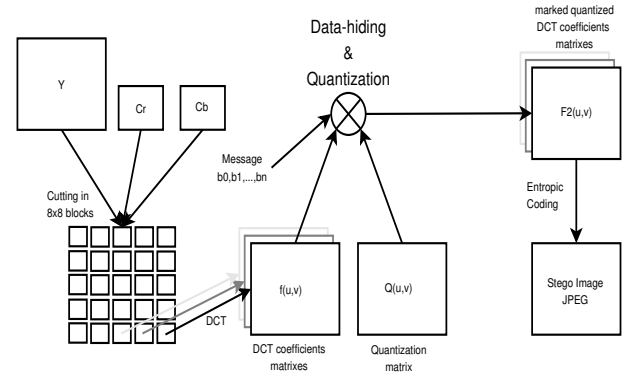 marked quantized
DCT coefficients
matrixes
Data-hiding
&
Quantization
Y
Cr
Cb
F2(u,v)
Message
b0,b1,...,bn
Cutting in
8x8 blocks
Entropic
Coding
f(u,v)
Q(u,v)
Stego Image
JPEG
DCT
DCT coefficients
matrixes
Quantization
matrix